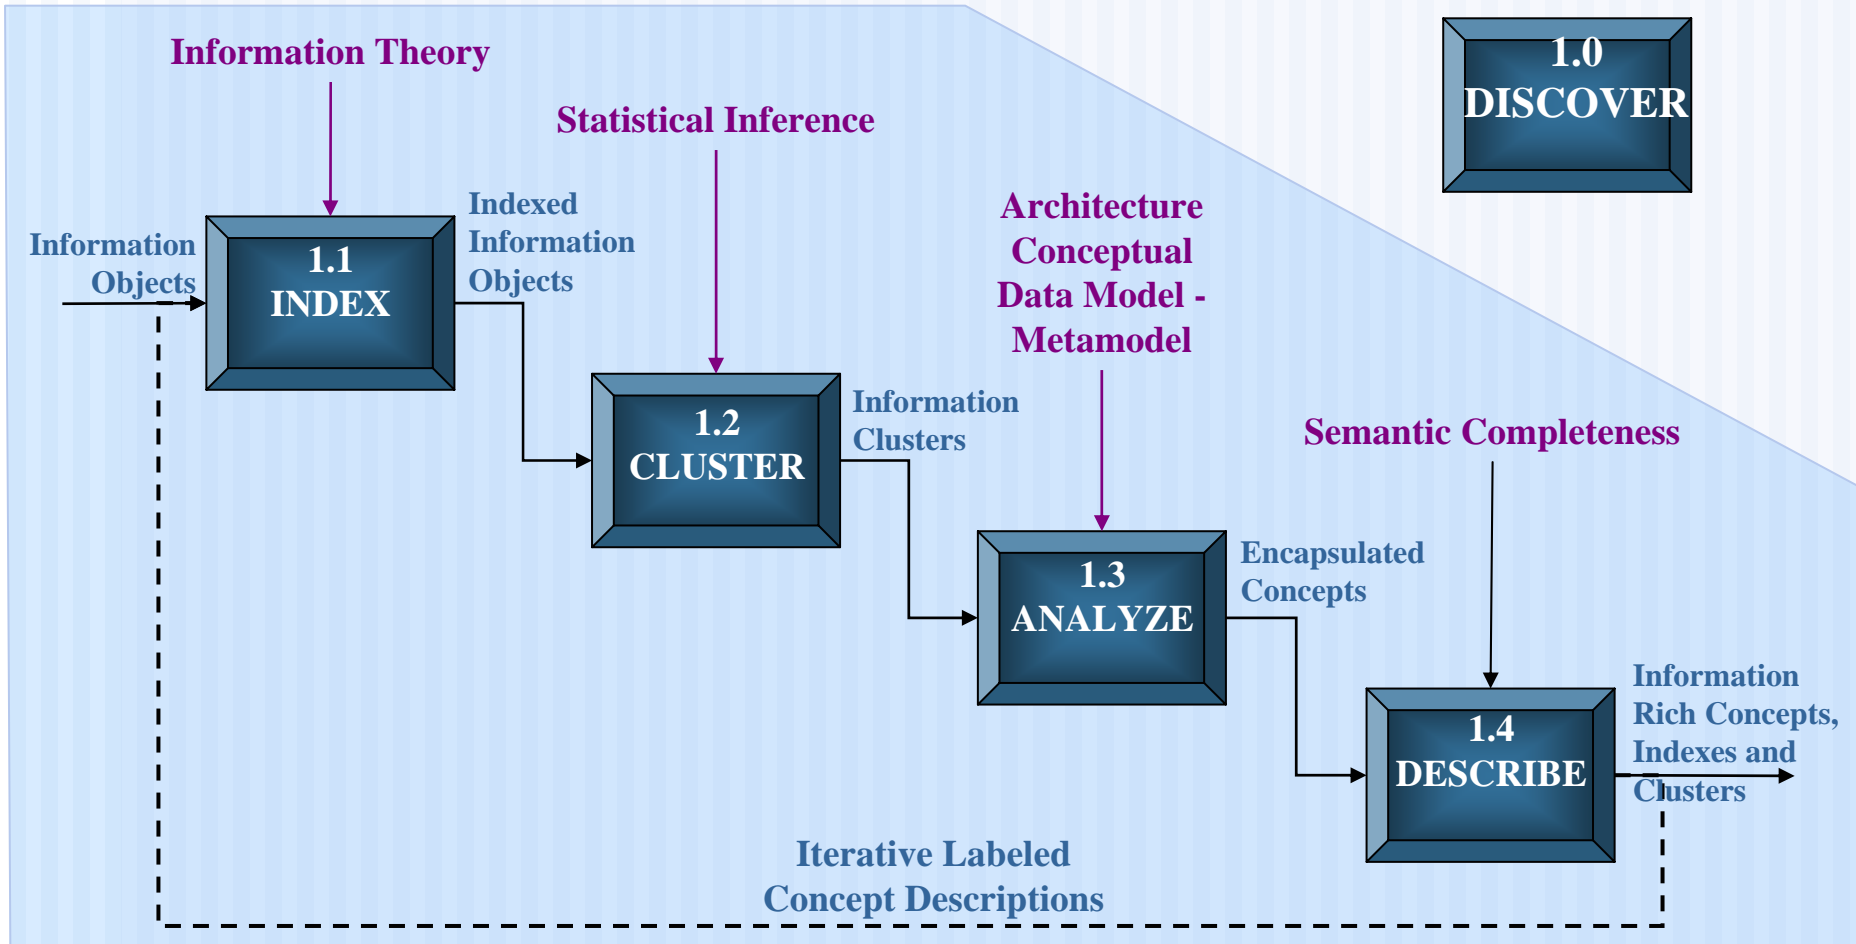 Information Theory
1.0
DISCOVER
Statistical Inference
Information
Objects
1.1
INDEX
Indexed
Information
Objects
Architecture
Conceptual
Data Model -
Metamodel
1.2
CLUSTER
Information
Clusters
Semantic Completeness
1.3
ANALYZE
Encapsulated
Concepts
1.4
DESCRIBE
Information
Rich Concepts,
Indexes and
Clusters
Iterative Labeled
Concept Descriptions